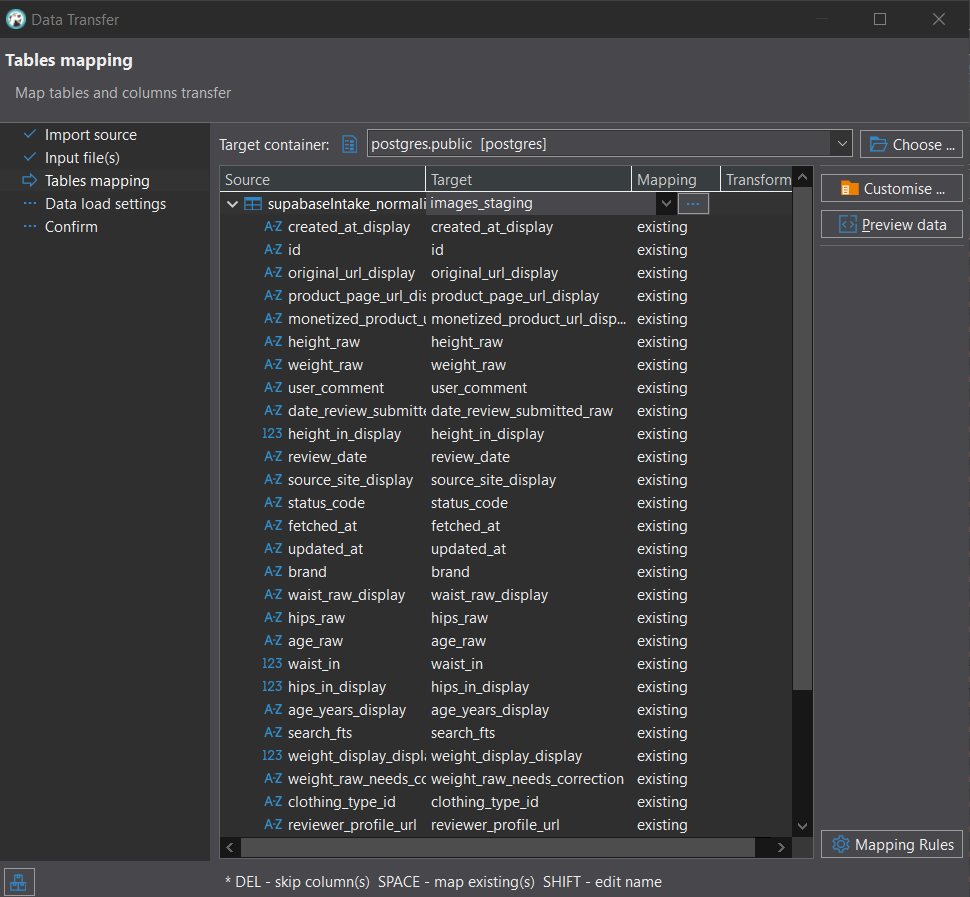 Data Transfer
Tables mapping
Map tables and columns transfer
Import source
Input file(s)
Tables mapping
Data load settings
Confirm
Target container: postgres.public [postgres] Choose ...
Source Target Mapping Transform
supabaseIntake_normali images_staging ...
A-Z created_at_display created_at_display existing
A-Z id id existing
A-Z original_url_display original_url_display existing
A-Z product_page_url_dis product_page_url_display existing
A-Z monetized_product_u monetized_product_url_disp... existing
A-Z height_raw height_raw existing
A-Z weight_raw weight_raw existing
A-Z user_comment user_comment existing
A-Z date_review_submitte date_review_submitted_raw existing
123 height_in_display height_in_display existing
A-Z review_date review_date existing
A-Z source_site_display source_site_display existing
A-Z status_code status_code existing
A-Z fetched_at fetched_at existing
A-Z updated_at updated_at existing
A-Z brand brand existing
A-Z waist_raw_display waist_raw_display existing
A-Z hips_raw hips_raw existing
A-Z age_raw age_raw existing
123 waist_in waist_in existing
123 hips_in_display hips_in_display existing
A-Z age_years_display age_years_display existing
A-Z search_fts search_fts existing
123 weight_display_displa weight_display_display existing
A-Z weight_raw_needs_co weight_raw_needs_correction existing
A-Z clothing_type_id clothing_type_id existing
A-Z reviewer_profile_url reviewer_profile_url existing
Customise ...
Preview data
Mapping Rules
* DEL - skip column(s) SPACE - map existing(s) SHIFT - edit name